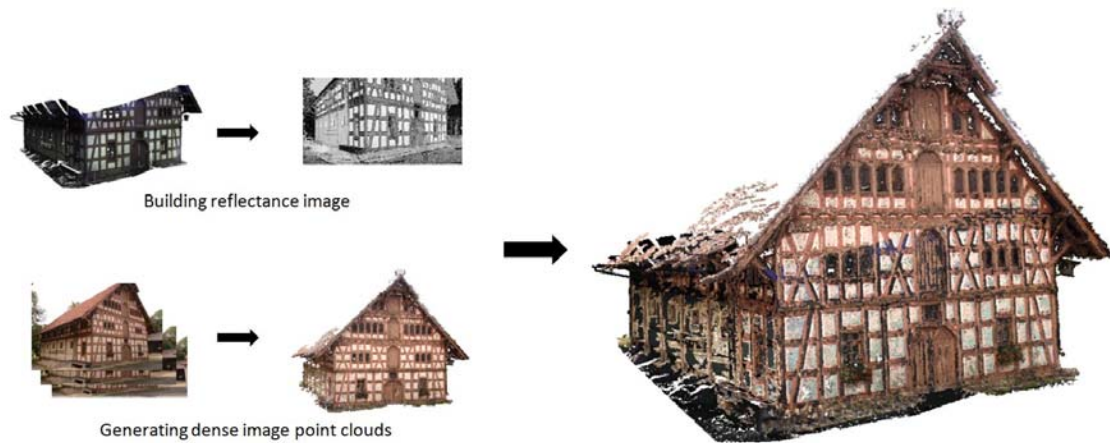 Building reflectance image
Generating dense image point clouds